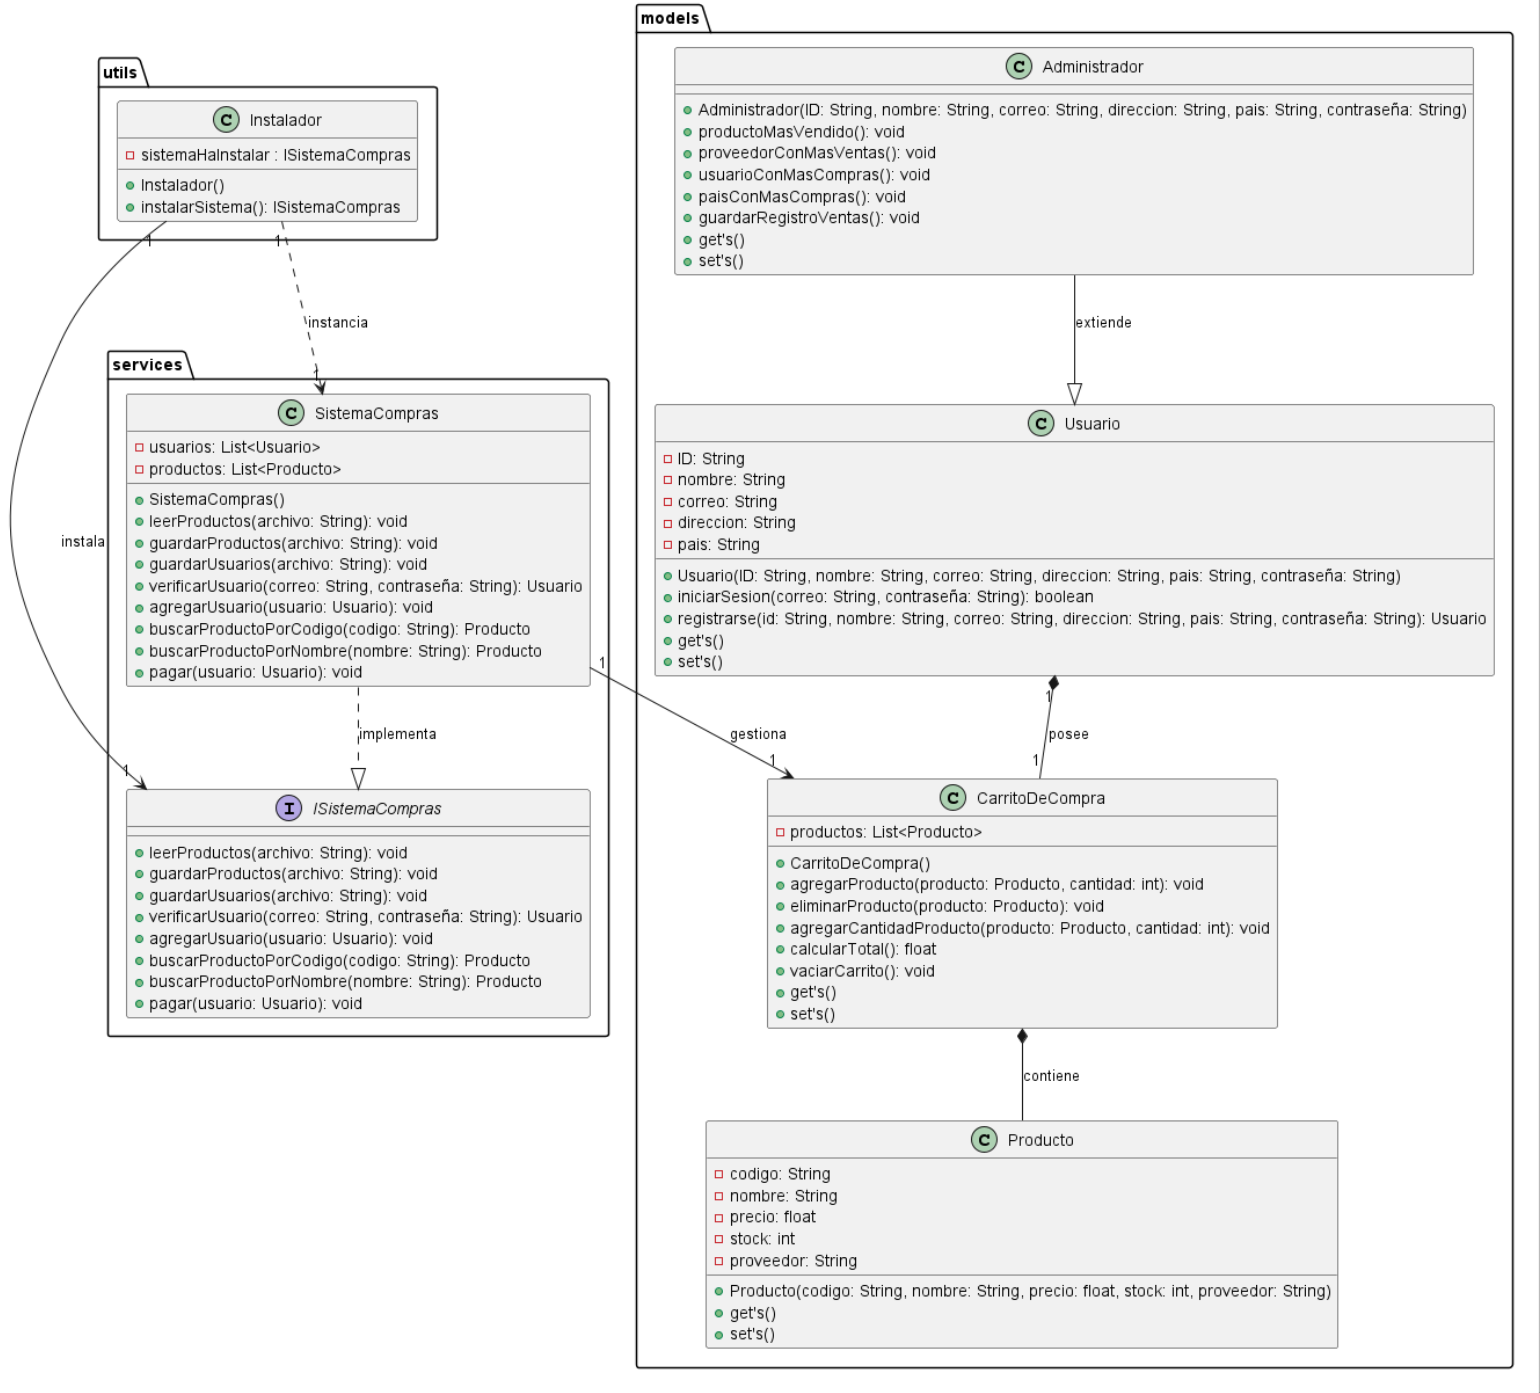 utils
C Instalador
sistemaHaInstalar : ISistemaCompras
Instalador()
instalarSistema(): ISistemaCompras
1
1
instancia
1
instala
1
services
C SistemaCompras
usuarios: List<Usuario>
productos: List<Producto>
SistemaCompras()
leerProductos(archivo: String): void
guardarProductos(archivo: String): void
guardarUsuarios(archivo: String): void
verificarUsuario(correo: String, contraseña: String): Usuario
agregarUsuario(usuario: Usuario): void
buscarProductoPorCodigo(codigo: String): Producto
buscarProductoPorNombre(nombre: String): Producto
pagar(usuario: Usuario): void
implementa
I ISistemaCompras
leerProductos(archivo: String): void
guardarProductos(archivo: String): void
guardarUsuarios(archivo: String): void
verificarUsuario(correo: String, contraseña: String): Usuario
agregarUsuario(usuario: Usuario): void
buscarProductoPorCodigo(codigo: String): Producto
buscarProductoPorNombre(nombre: String): Producto
pagar(usuario: Usuario): void
1
gestiona
1
models
C Administrador
Administrador(ID: String, nombre: String, correo: String, direccion: String, pais: String, contraseña: String)
productoMasVendido(): void
proveedorConMasVentas(): void
usuarioConMasCompras(): void
paisConMasCompras(): void
guardarRegistroVentas(): void
get's()
set's()
extiende
C Usuario
ID: String
nombre: String
correo: String
direccion: String
pais: String
Usuario(ID: String, nombre: String, correo: String, direccion: String, pais: String, contraseña: String)
iniciarSesion(correo: String, contraseña: String): boolean
registrarse(id: String, nombre: String, correo: String, direccion: String, pais: String, contraseña: String): Usuario
get's()
set's()
1
posee
1
C CarritoDeCompra
productos: List<Producto>
CarritoDeCompra()
agregarProducto(producto: Producto, cantidad: int): void
eliminarProducto(producto: Producto): void
agregarCantidadProducto(producto: Producto, cantidad: int): void
calcularTotal(): float
vaciarCarrito(): void
get's()
set's()
contiene
C Producto
codigo: String
nombre: String
precio: float
stock: int
proveedor: String
Producto(codigo: String, nombre: String, precio: float, stock: int, proveedor: String)
get's()
set's()